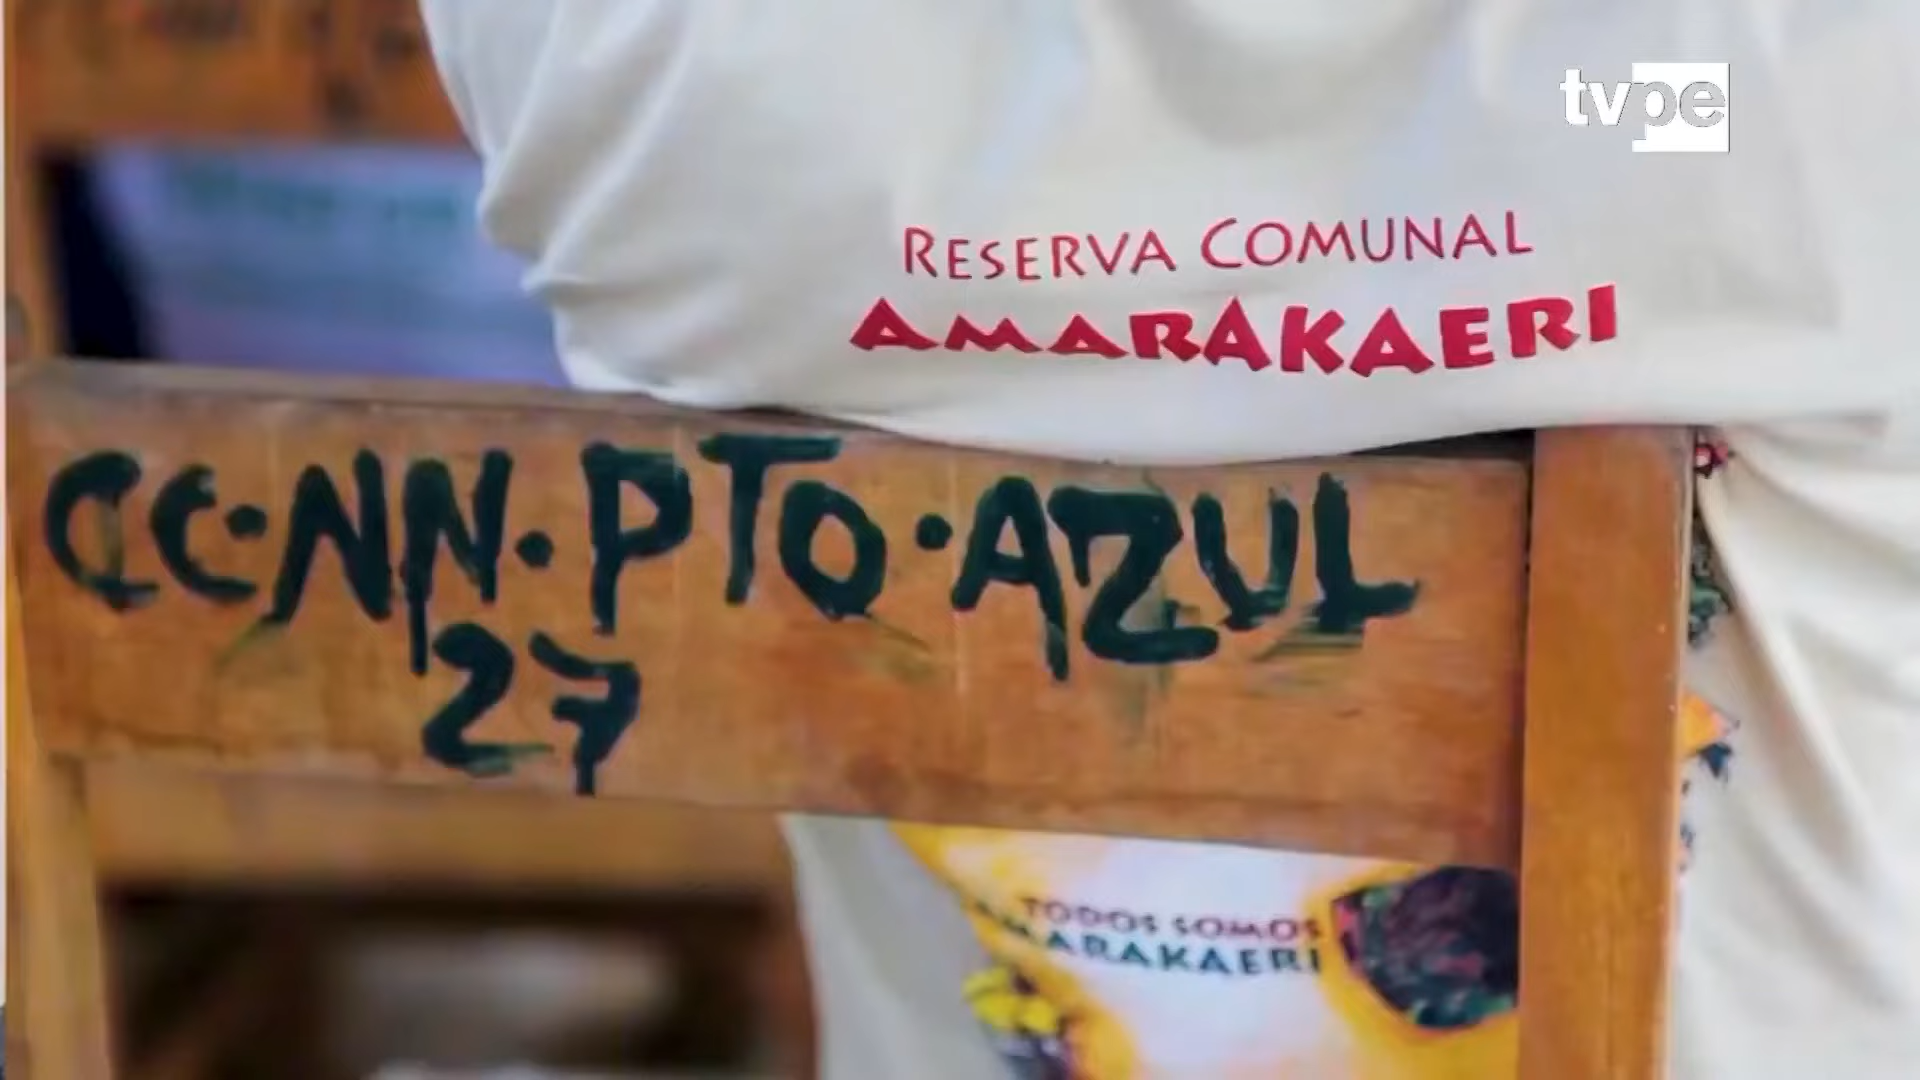 tvpe
RESERVA COMUNAL
AMARAKAERI
CC.NN.PTO.AZUL
27
TODOS SOMOS
AMARAKAERI